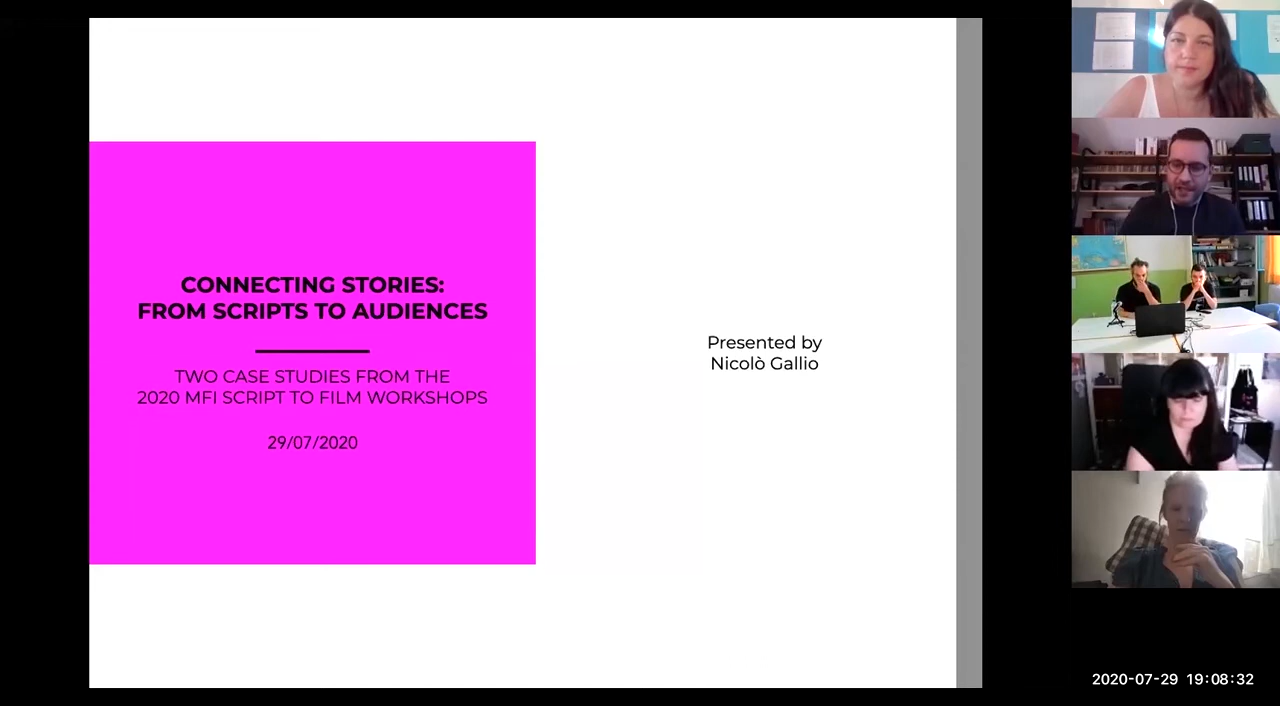 CONNECTING STORIES:
FROM SCRIPTS TO AUDIENCES
TWO CASE STUDIES FROM THE
2020 MFI SCRIPT TO FILM WORKSHOPS
29/07/2020
Presented by
Nicolò Gallio
2020-07-29 19:08:32